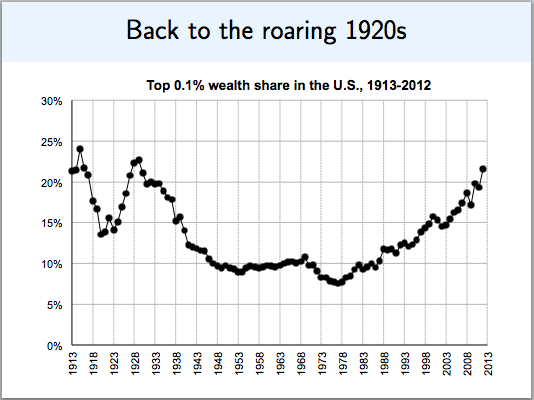 Back to the roaring 1920s
Top 0.1% wealth share in the U.S., 1913-2012
30%
25%
20%
15%
10%
5%
0%
1913 1918 1923 1928 1933 1938 1943 1948 1953 1958 1963 1968 1973 1978 1983 1988 1993 1998 2003 2008 2013